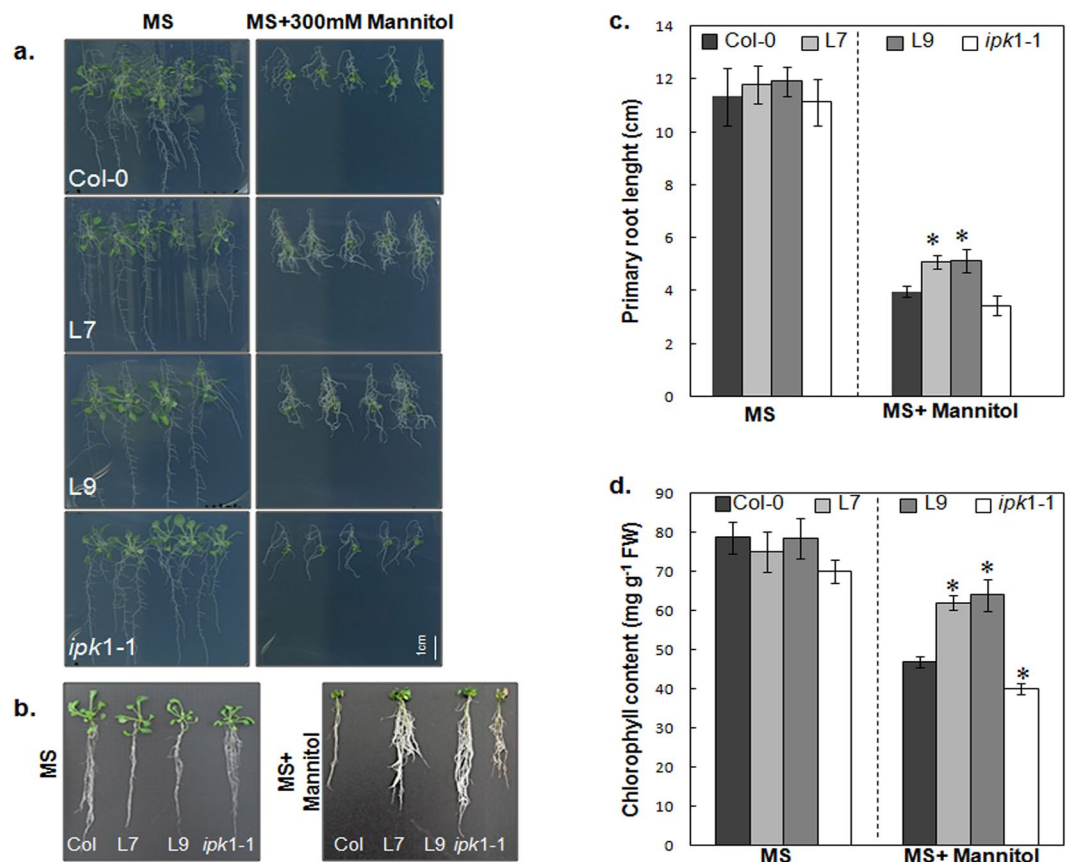 MS MS+300mM Mannitol
a.
Col-0
L7
L9
ipk1-1
1cm
b.
MS
Col L7 L9 ipk1-1
MS+
Mannitol
Col L7 L9 ipk1-1
c.
Col-0 L7 L9 ipk1-1
Primary root lenght (cm)
14
12
10
8
6
4
2
0
* *
MS MS+ Mannitol
d.
Col-0 L7 L9 ipk1-1
Chlorophyll content (mg g-1 FW)
90
80
70
60
50
40
30
20
10
0
* * *
MS MS+ Mannitol